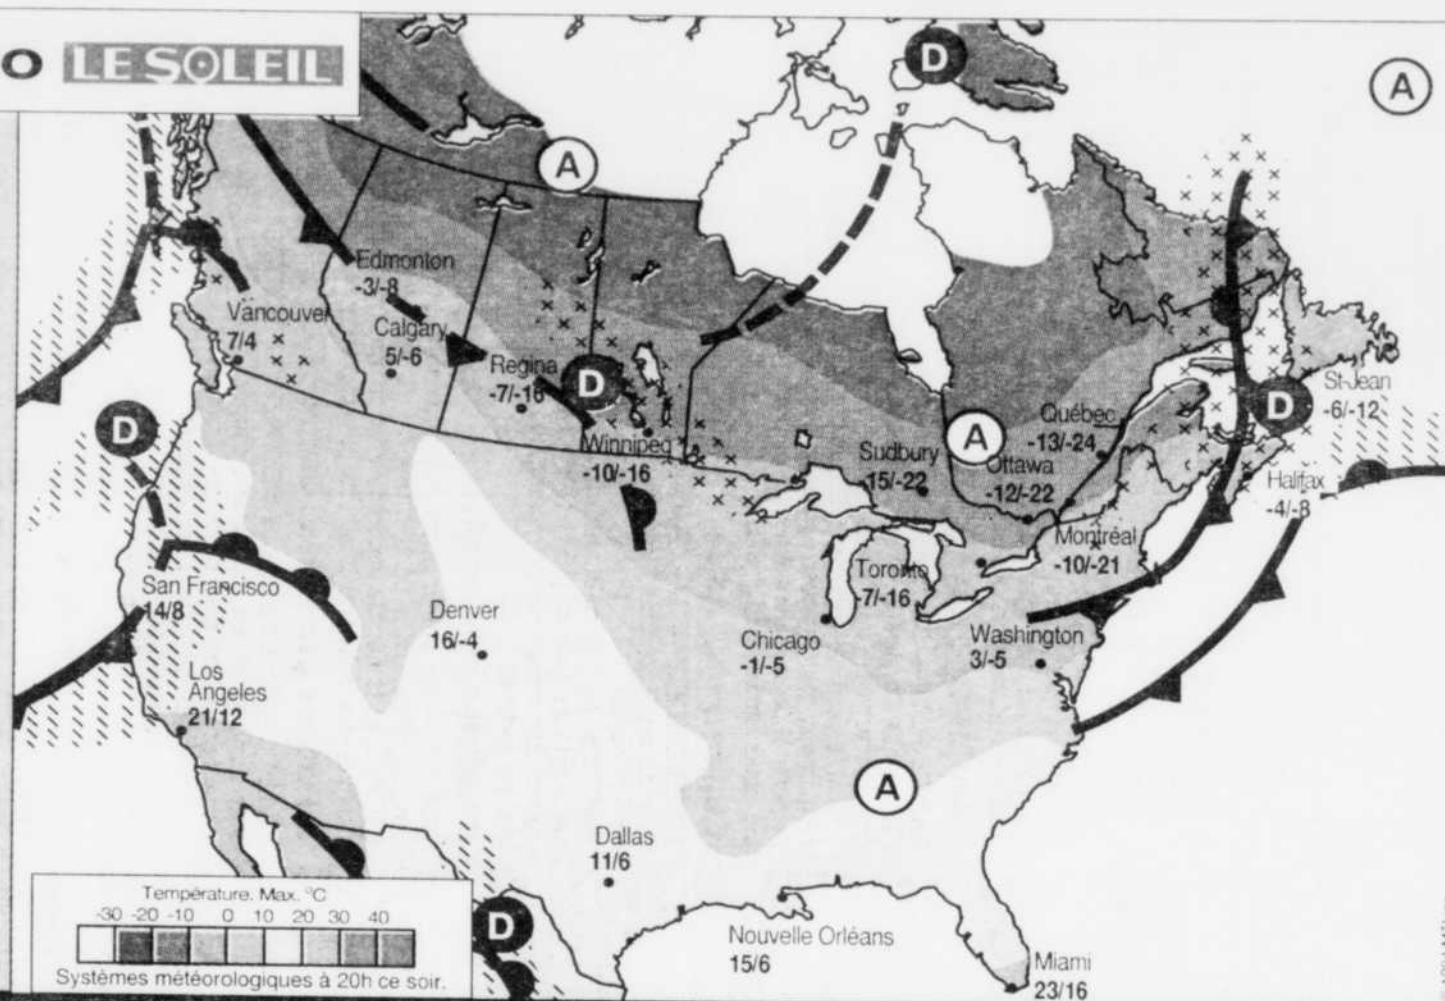 O LE SOLEIL
D
A
A
Edmonton
-3/-8
Vancouver
7/4
Calgary
5/-6
Regina
-7/-16
D
Winnipeg
-10/-16
D
St-Jean
-6/-12
D
Québec
-13/-24
A
Sudbury
-15/-22
Ottawa
-12/-22
Halifax
-4/-8
Montréal
-10/-21
Toronto
-7/-16
San Francisco
14/8
Denver
16/-4
Chicago
-1/-5
Washington
3/-5
Los
Angeles
21/12
A
Dallas
11/6
D
Nouvelle Orléans
15/6
Miami
23/16
Température. Max. °C
-30 -20 -10 0 10 20 30 40
Systèmes météorologiques à 20h ce soir.